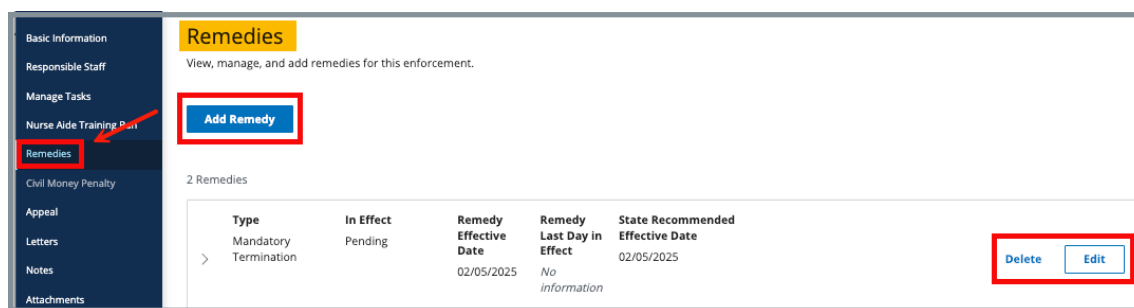 Basic Information
Responsible Staff
Manage Tasks
Nurse Aide Training
Remedies
Civil Money Penalty
Appeal
Letters
Notes
Attachments
Remedies
View, manage, and add remedies for this enforcement.
Add Remedy
2 Remedies
Type
Mandatory
Termination
In Effect
Pending
Remedy
Effective
Date
02/05/2025
Remedy
Last Day in
Effect
No
information
State Recommended
Effective Date
02/05/2025
Delete
Edit